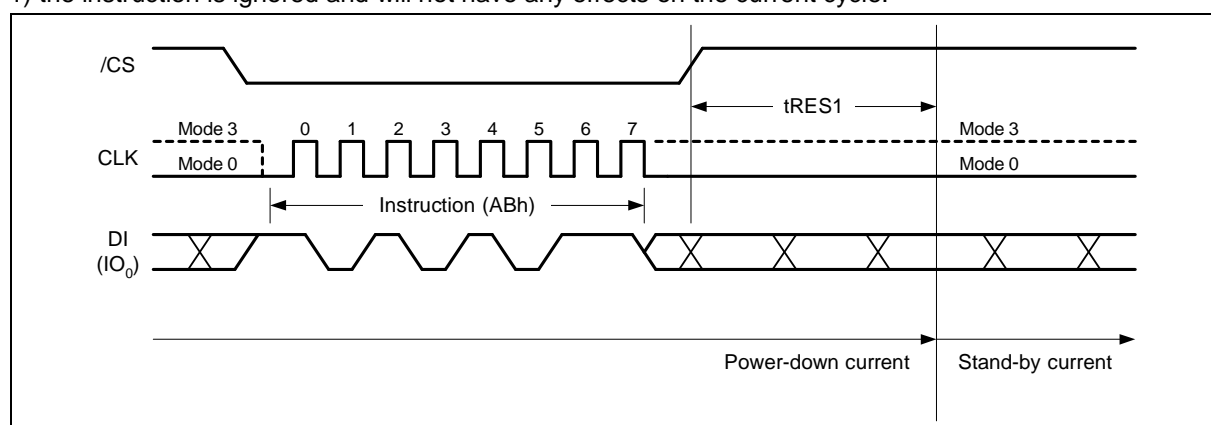 1) the instruction is ignored and will not have any effects on the current cycle.
/CS
tRES1
Mode 3 0 1 2 3 4 5 6 7 Mode 3
CLK
Mode 0 Mode 0
Instruction (ABh)
DI
(IO0)
Power-down current Stand-by current